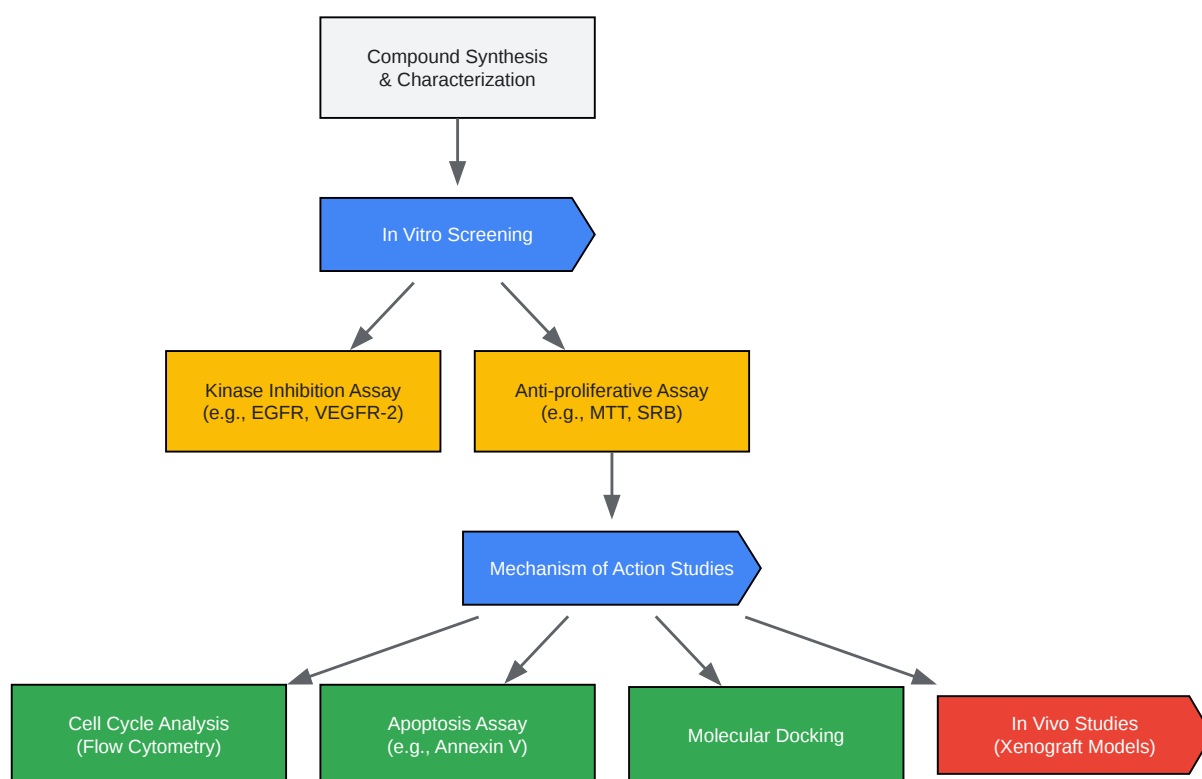 Compound Synthesis
& Characterization
In Vitro Screening
Kinase Inhibition Assay
(e.g., EGFR, VEGFR-2)
Anti-proliferative Assay
(e.g., MTT, SRB)
Mechanism of Action Studies
Cell Cycle Analysis
(Flow Cytometry)
Apoptosis Assay
(e.g., Annexin V)
Molecular Docking
In Vivo Studies
(Xenograft Models)